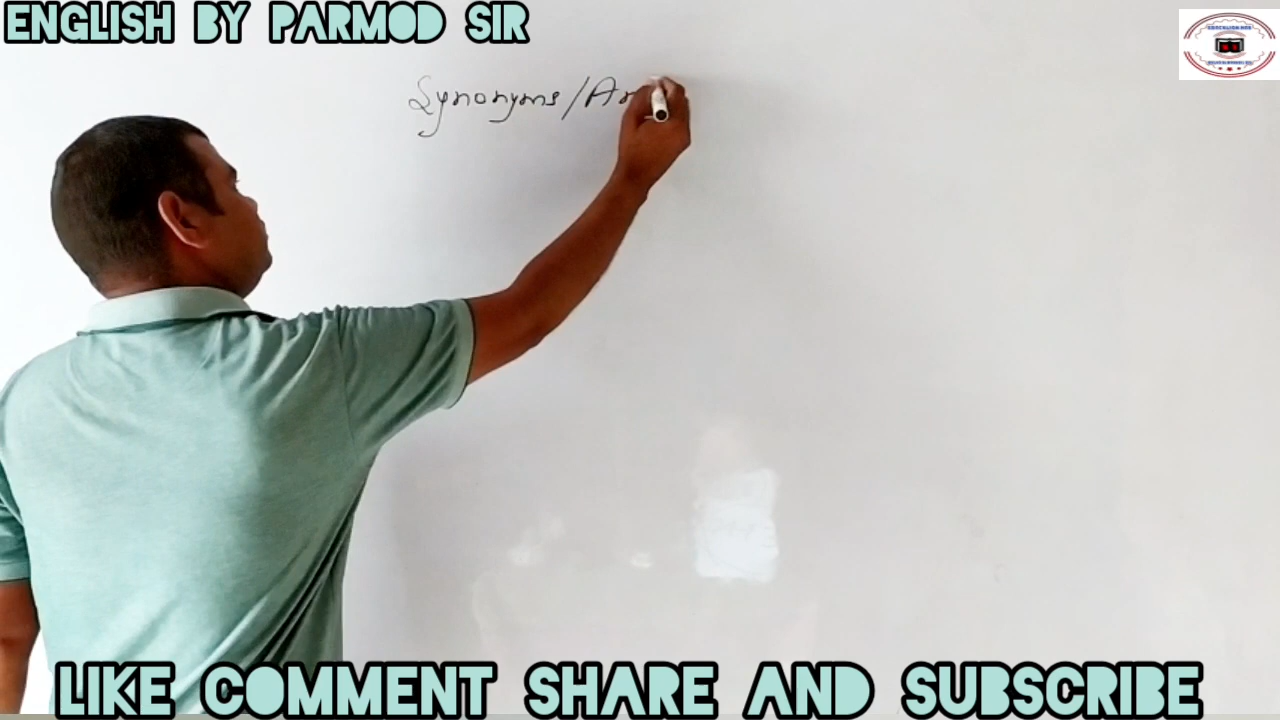 ENGLISH BY PARMOD SIR
Synonyms/An
LIKE COMMENT SHARE AND SUBSCRIBE